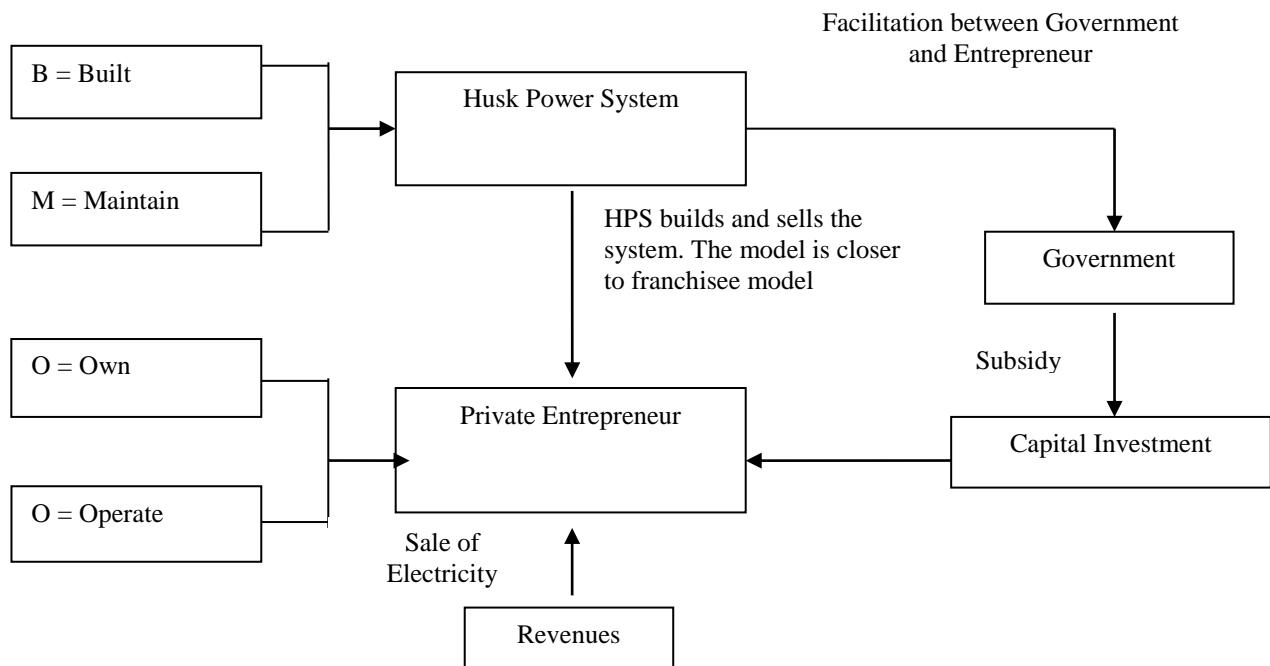 Facilitation between Government
and Entrepreneur
B = Built
Husk Power System
M = Maintain
HPS builds and sells the
system. The model is closer
to franchisee model
Government
O = Own
Subsidy
Private Entrepreneur
Capital Investment
O = Operate
Sale of
Electricity
Revenues